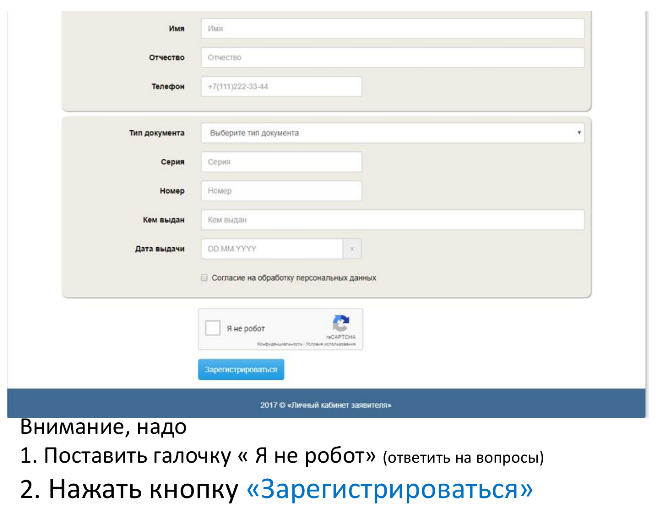 Имя Имя
Отчество Отчество
Телефон +7(111)222-33-44
Тип документа Выберите тип документа
Серия Серия
Номер Номер
Кем выдан Кем выдан
Дата выдачи DD.MM.YYYY x
Согласие на обработку персональных данных
Я не робот
reCAPTCHA
Конфиденциальность - Условия использования
Зарегистрироваться
2017 © «Личный кабинет заявителя»
Внимание, надо
1. Поставить галочку « Я не робот» (ответить на вопросы)
2. Нажать кнопку «Зарегистрироваться»